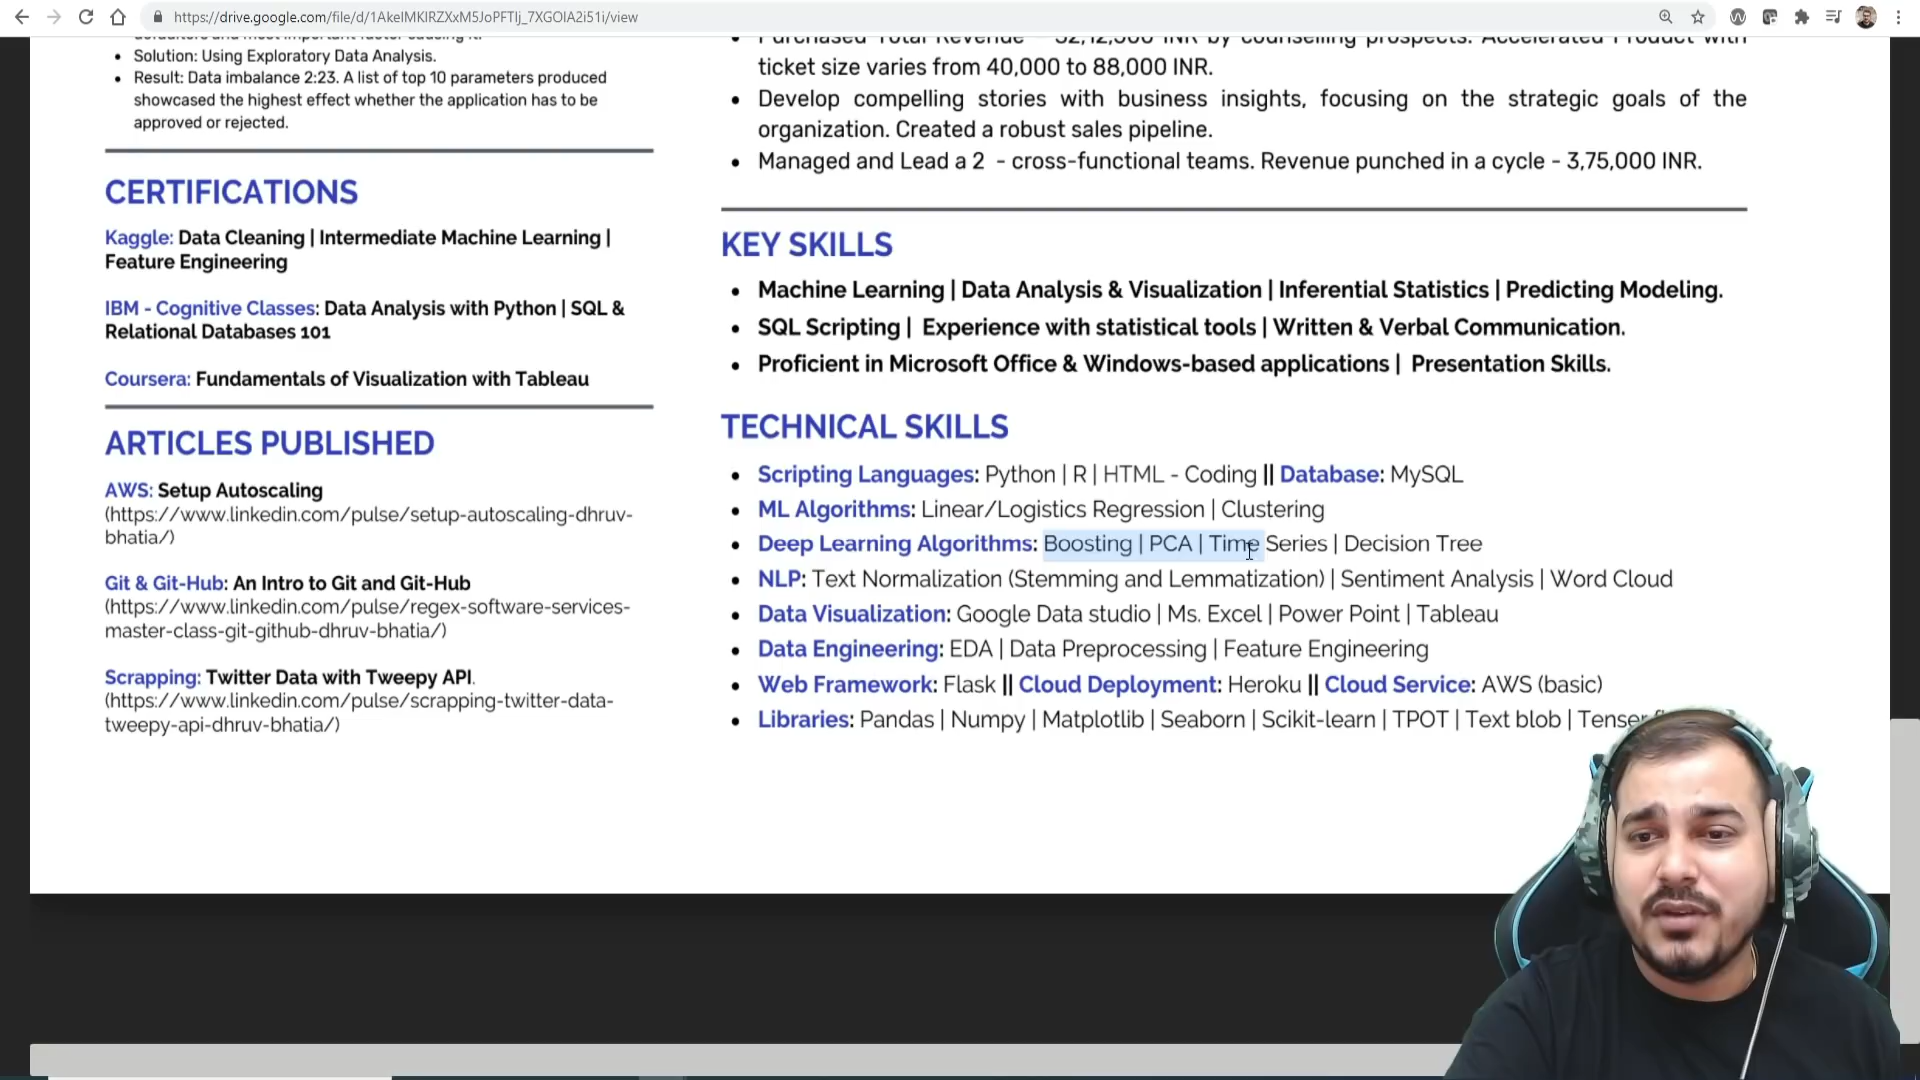 https://drive.google.com/file/d/1AkeIMKIRZXxM5JoPFTIj_7XGOIA2i51i/view
Solution: Using Exploratory Data Analysis.
Result: Data imbalance 2:23. A list of top 10 parameters produced
showcased the highest effect whether the application has to be
approved or rejected.
CERTIFICATIONS
Kaggle: Data Cleaning | Intermediate Machine Learning |
Feature Engineering
IBM - Cognitive Classes: Data Analysis with Python | SQL &
Relational Databases 101
Coursera: Fundamentals of Visualization with Tableau
ARTICLES PUBLISHED
AWS: Setup Autoscaling
(https://www.linkedin.com/pulse/setup-autoscaling-dhruv-
bhatia/)
Git & Git-Hub: An Intro to Git and Git-Hub
(https://www.linkedin.com/pulse/regex-software-services-
master-class-git-github-dhruv-bhatia/)
Scrapping: Twitter Data with Tweepy API.
(https://www.linkedin.com/pulse/scrapping-twitter-data-
tweepy-api-dhruv-bhatia/)
Purchased Total Revenue - INR by counselling prospects. Accelerated Product with
ticket size varies from 40,000 to 88,000 INR.
Develop compelling stories with business insights, focusing on the strategic goals of the
organization. Created a robust sales pipeline.
Managed and Lead a 2 - cross-functional teams. Revenue punched in a cycle - 3,75,000 INR.
KEY SKILLS
Machine Learning | Data Analysis & Visualization | Inferential Statistics | Predicting Modeling.
SQL Scripting | Experience with statistical tools | Written & Verbal Communication.
Proficient in Microsoft Office & Windows-based applications | Presentation Skills.
TECHNICAL SKILLS
Scripting Languages: Python | R | HTML - Coding || Database: MySQL
ML Algorithms: Linear/Logistics Regression | Clustering
Deep Learning Algorithms: Boosting | PCA | Time Series | Decision Tree
NLP: Text Normalization (Stemming and Lemmatization) | Sentiment Analysis | Word Cloud
Data Visualization: Google Data studio | Ms. Excel | Power Point | Tableau
Data Engineering: EDA | Data Preprocessing | Feature Engineering
Web Framework: Flask || Cloud Deployment: Heroku || Cloud Service: AWS (basic)
Libraries: Pandas | Numpy | Matplotlib | Seaborn | Scikit-learn | TPOT | Text blob |